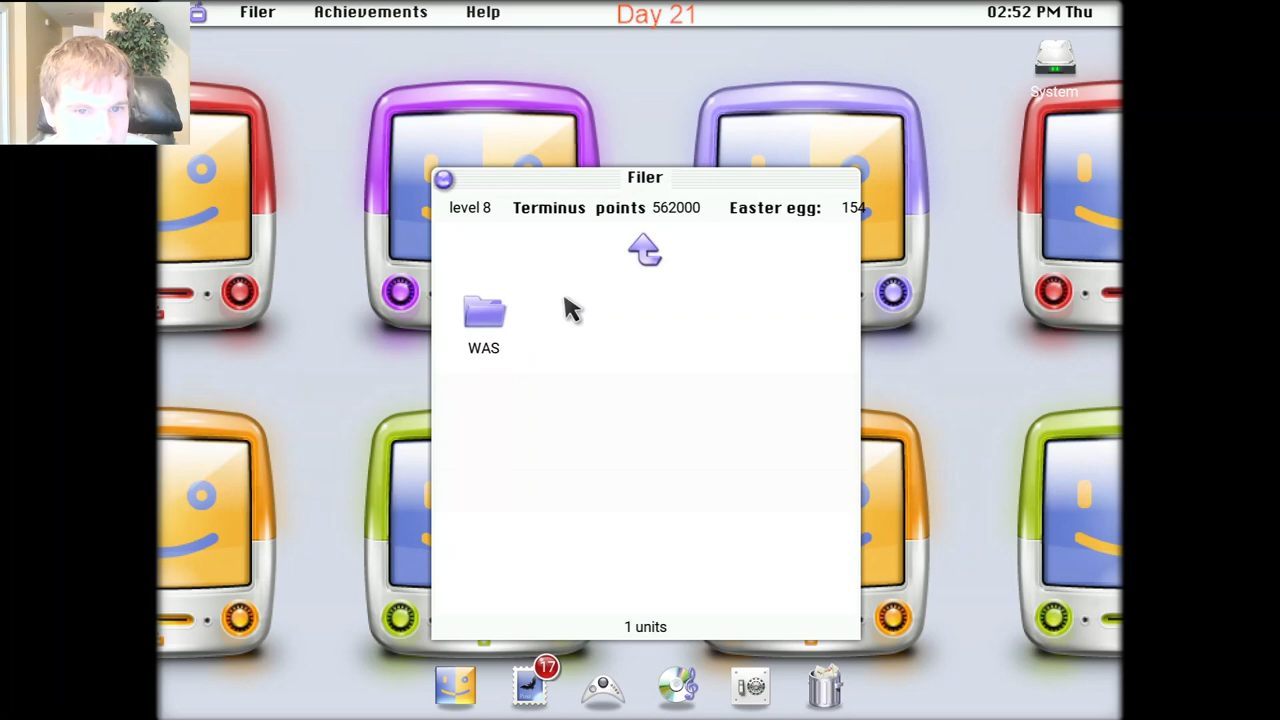 Filer Achievements Help Day 21 02:52 PM Thu
System
Filer
level 8 Terminus points 562000 Easter egg: 154
WAS
1 units
17